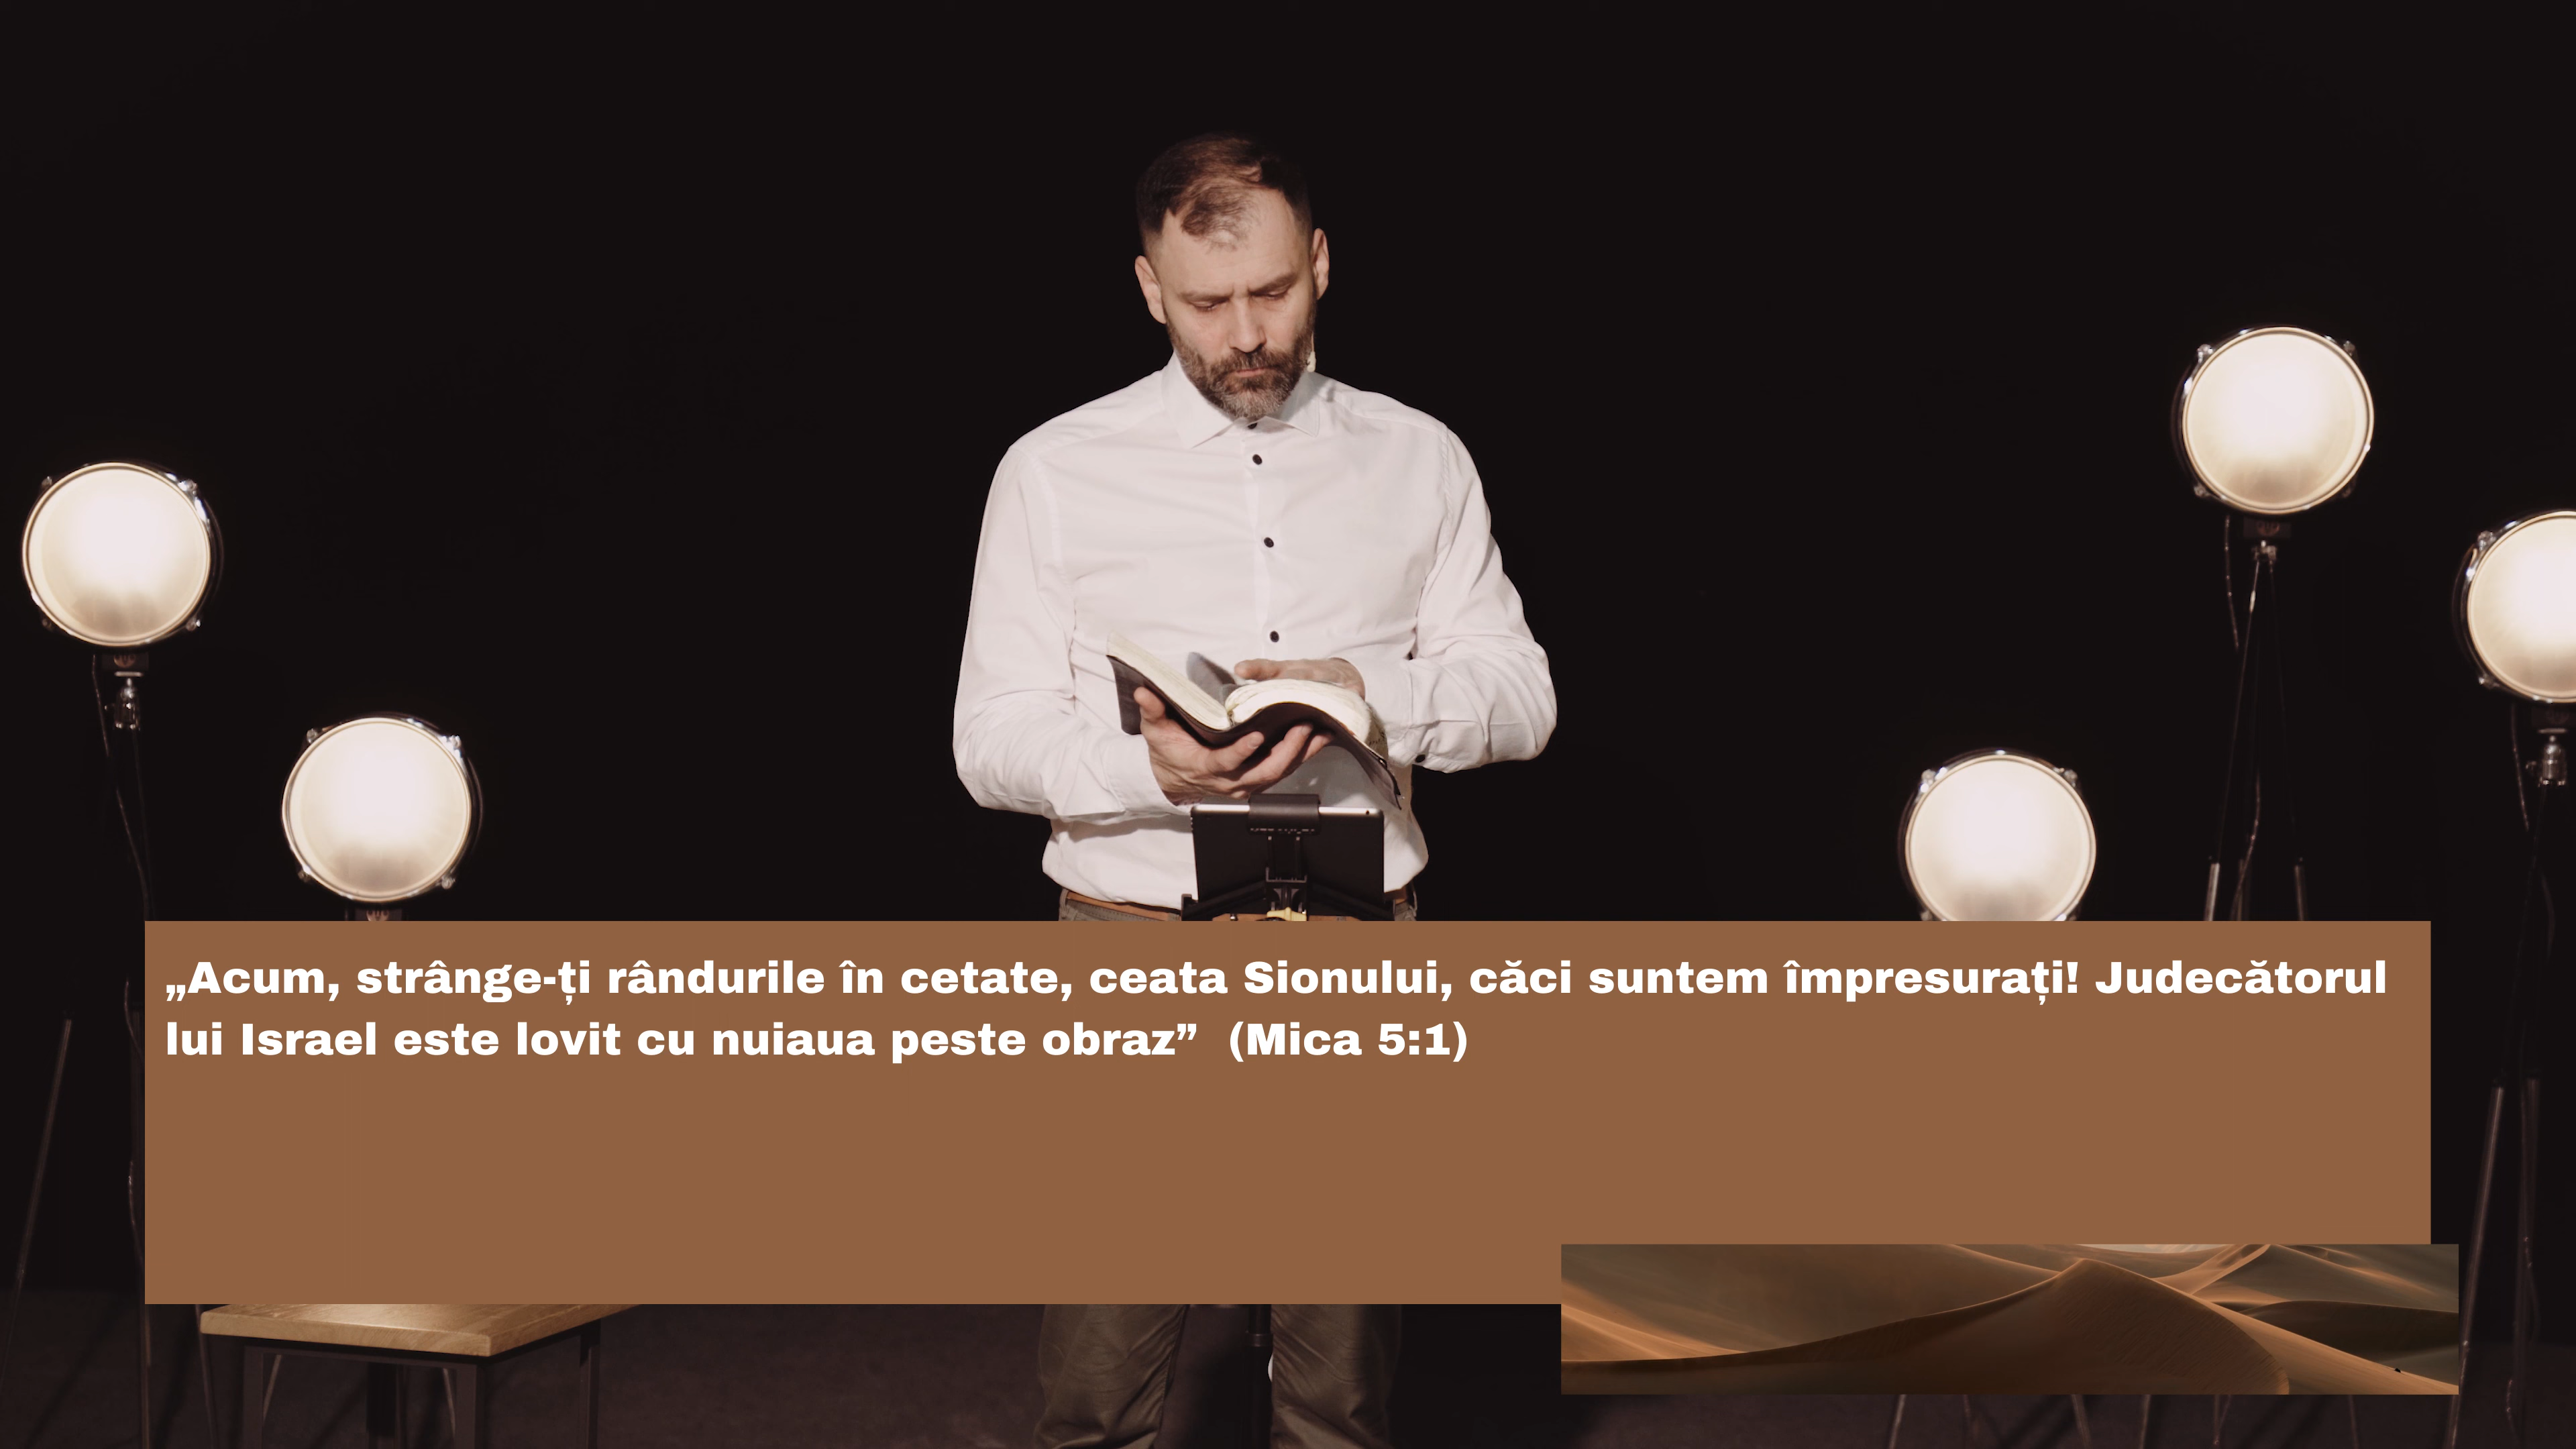 „Acum, strânge-ți rândurile în cetate, ceata Sionului, căci suntem împresurați! Judecătorul
lui Israel este lovit cu nuiaua peste obraz”  (Mica 5:1)